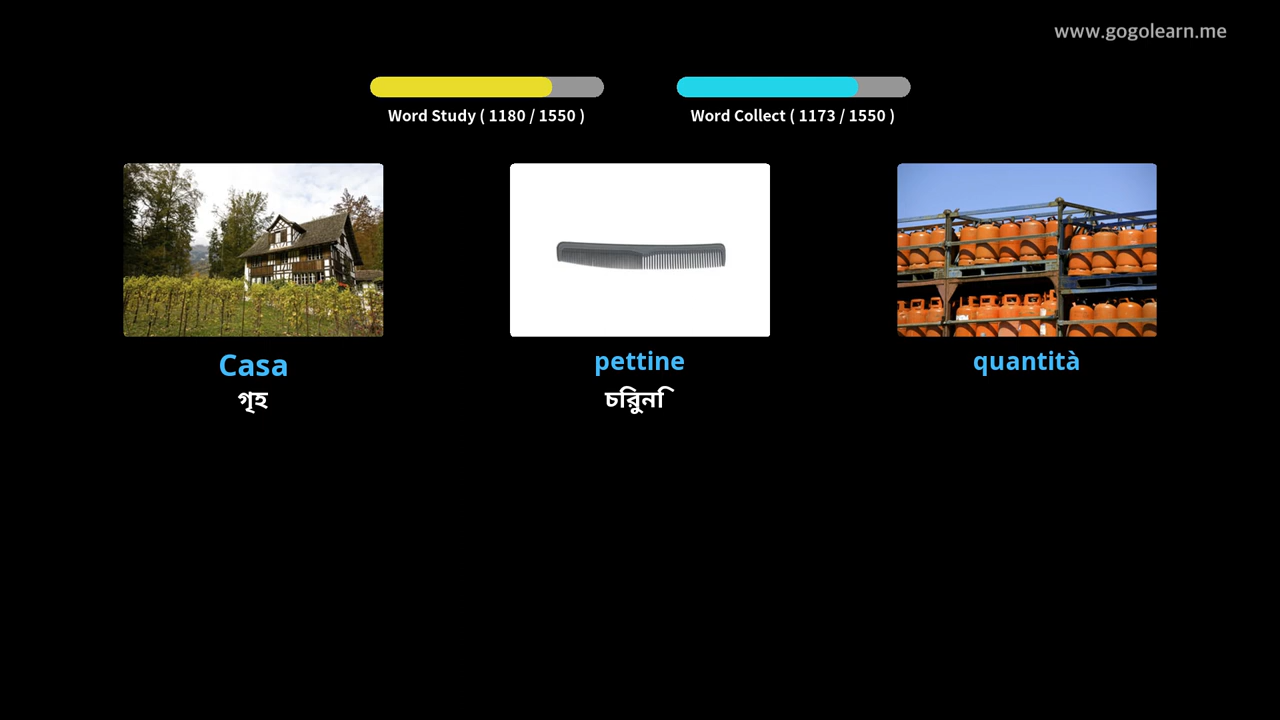 www.gogolearn.me
Word Study ( 1180 / 1550 )
Word Collect ( 1173 / 1550 )
Casa
pettine
quantità
গৃহ
চিরুনি